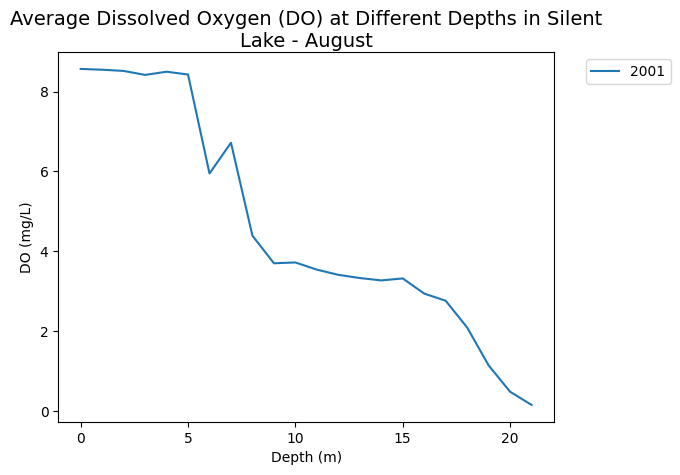 Average Dissolved Oxygen (DO) at Different Depths in Silent
Lake - August
2001
8
6
4
2
0
DO (mg/L)
0 5 10 15 20
Depth (m)